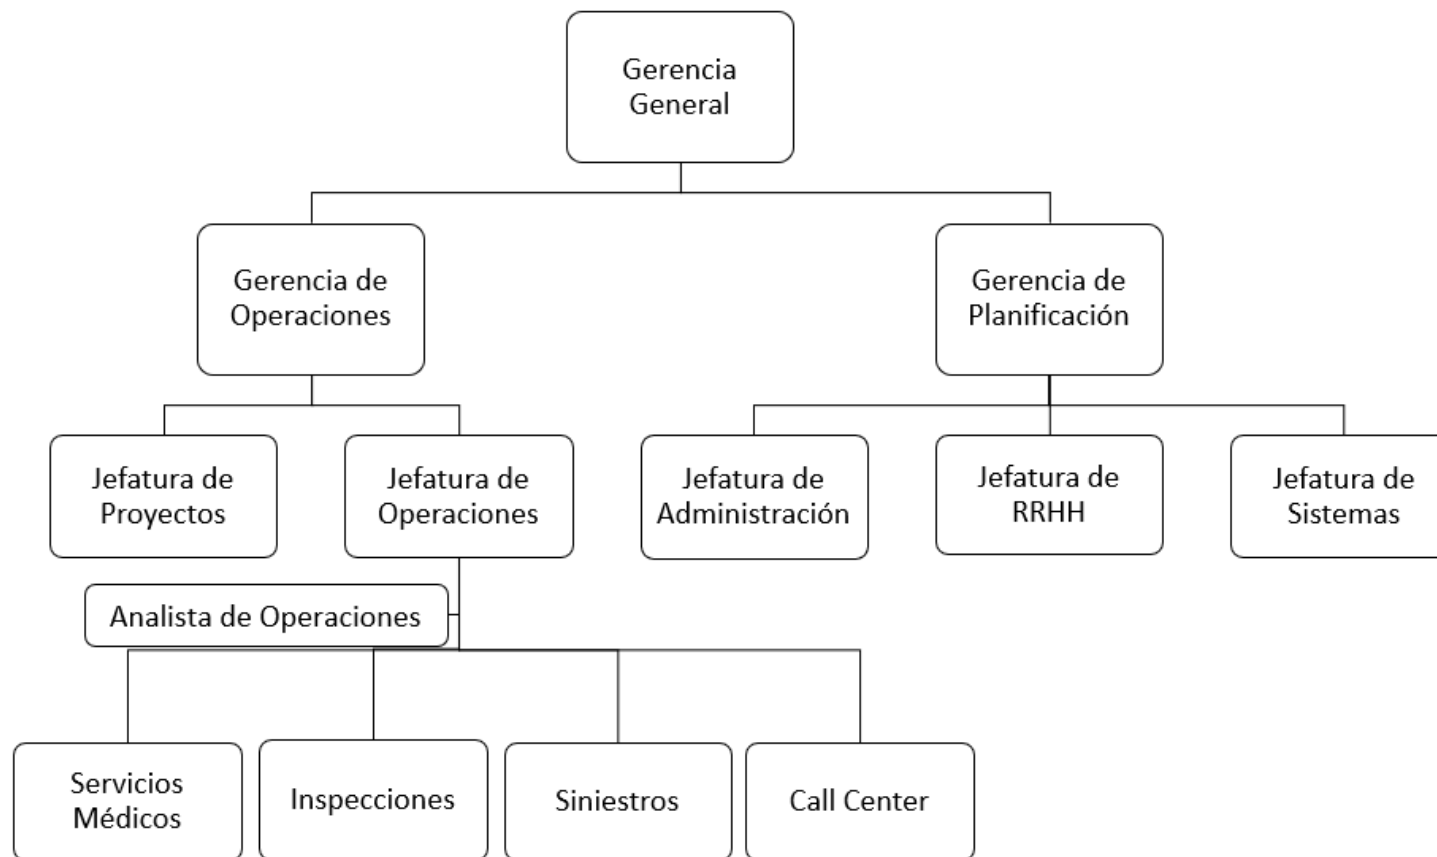 Gerencia
General
Gerencia de
Operaciones
Gerencia de
Planificación
Jefatura de
Proyectos
Jefatura de
Operaciones
Jefatura de
Administración
Jefatura de
RRHH
Jefatura de
Sistemas
Analista de Operaciones
Servicios
Médicos
Inspecciones
Siniestros
Call Center